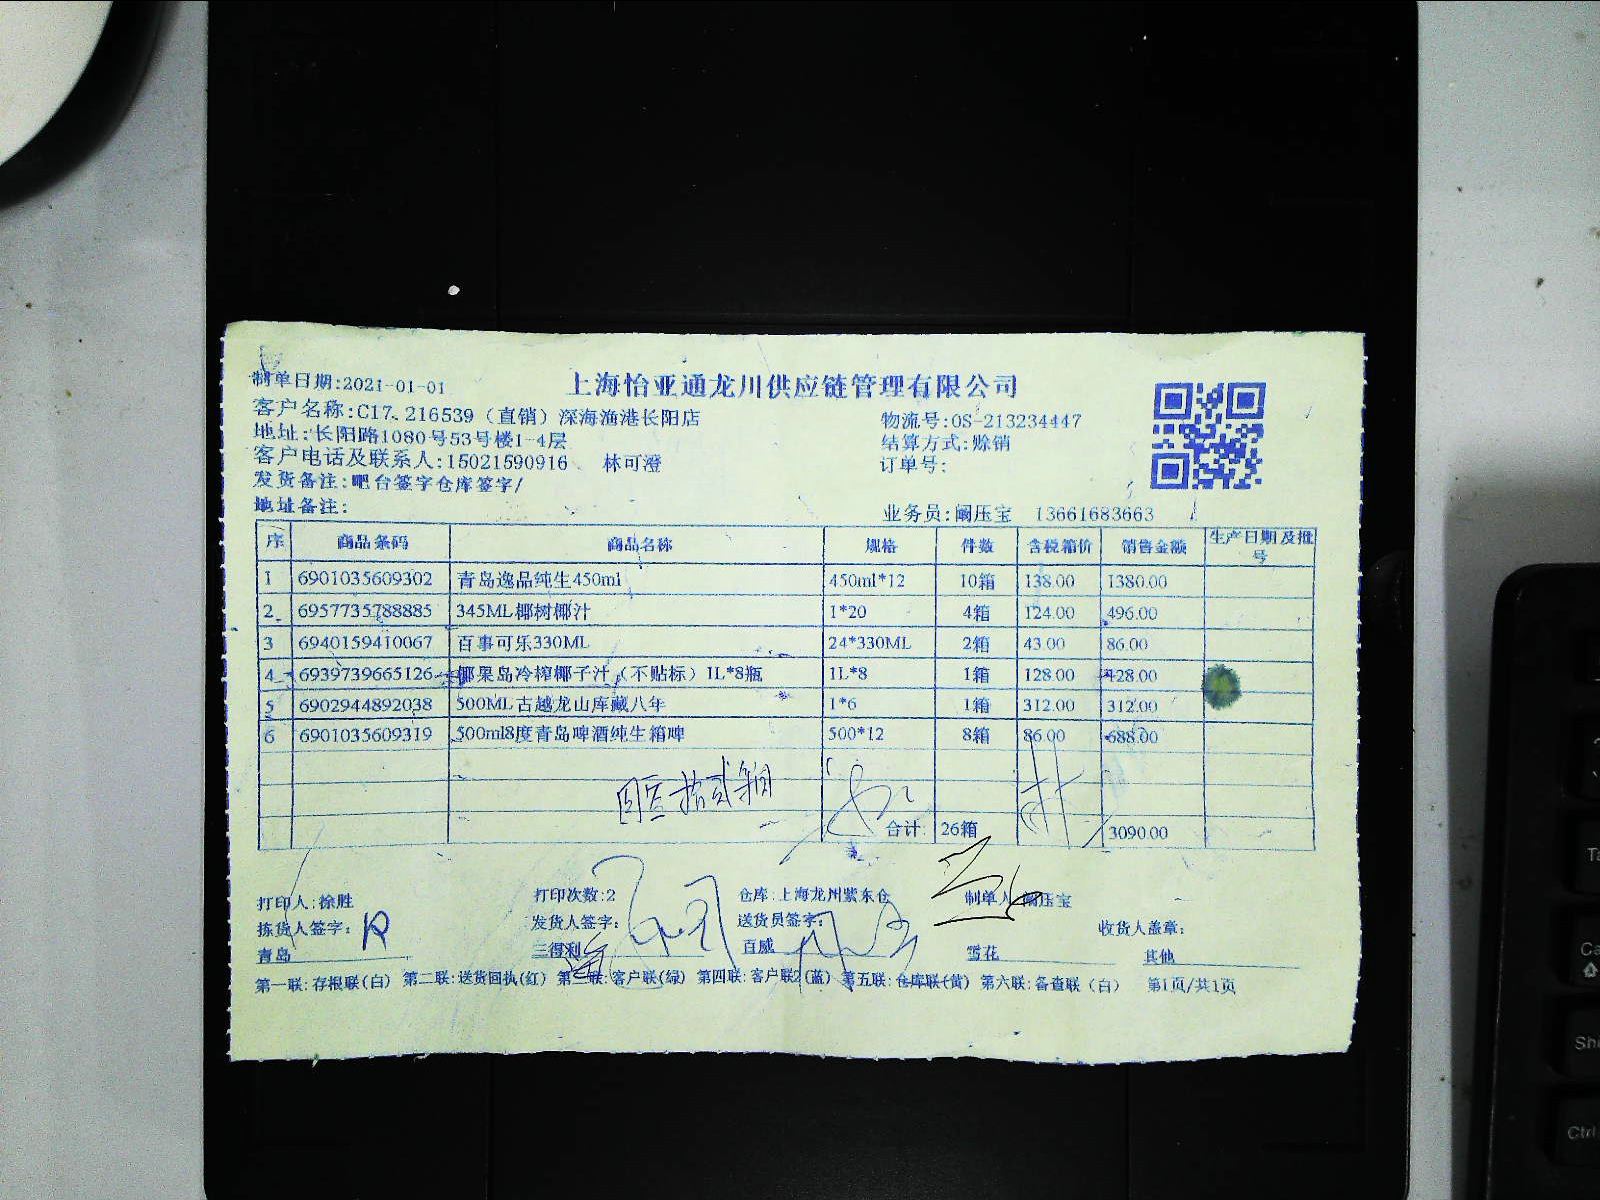 制单日期:2021-01-01
上海怡亚通龙川供应链管理有限公司
客户名称:C17.216539（直销）深海渔港长阳店
物流号:OS-213234447
地址:长阳路1080号53号楼1-4层
结算方式:赊销
客户电话及联系人:15021590916 林可澄
订单号:
发货备注:吧台签字仓库签字/
地址备注:
业务员:阚压宝 13661683663
序 商品条码 商品名称 规格 件数 含税箱价 销售金额 生产日期及批号
1 6901035609302 青岛逸品纯生450ml 450ml*12 10箱 138.00 1380.00
2 6957735788885 345ML椰树椰汁 1*20 4箱 124.00 496.00
3 6940159410067 百事可乐330ML 24*330ML 2箱 43.00 86.00
4 6939739665126 椰果岛冷榨椰子汁（不贴标）1L*8瓶 1L*8 1箱 128.00 128.00
5 6902944892038 500ML古越龙山库藏八年 1*6 1箱 312.00 312.00
6 6901035609319 500ml8度青岛啤酒纯生箱啤 500*12 8箱 86.00 688.00
合计: 26箱 3090.00
打印人:徐胜 打印次数:2 仓库:上海龙州紫东仓 制单人 阚压宝
拣货人签字: 发货人签字: 送货员签字: 收货人盖章:
青岛 三得利 百威 雪花 其他
第一联:存根联(白) 第二联:送货回执(红) 第三联:客户联(绿) 第四联:客户联2(蓝) 第五联:仓库联(黄) 第六联:备查联（白） 第1页/共1页
Ctrl